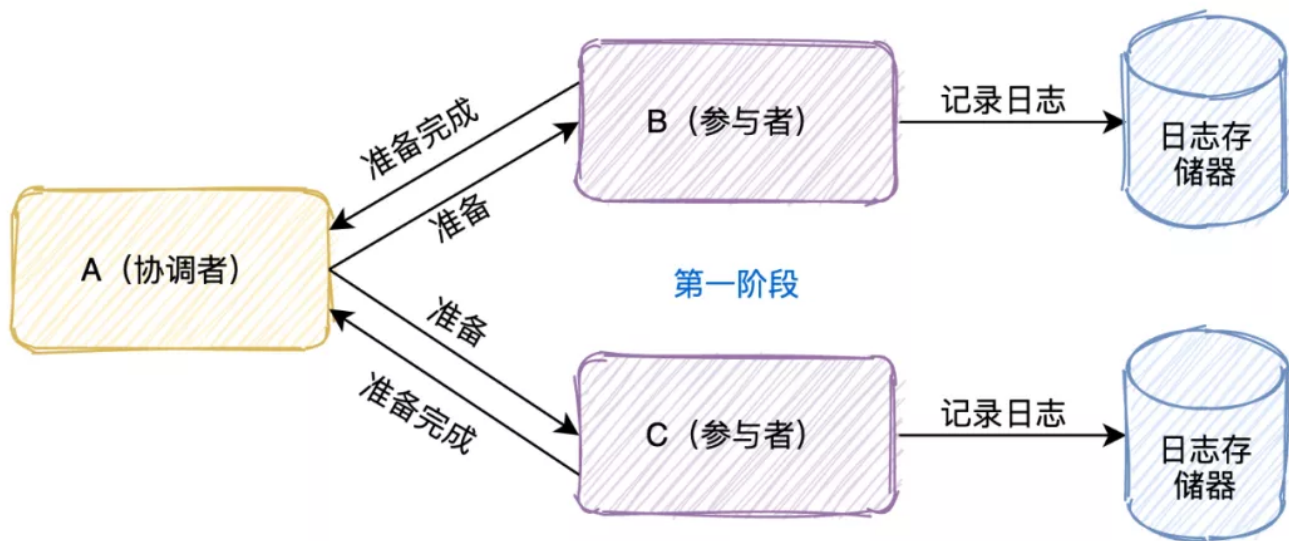 准备完成
准备
B（参与者）
记录日志
日志存
储器
A（协调者）
第一阶段
准备
准备完成
C（参与者）
记录日志
日志存
储器